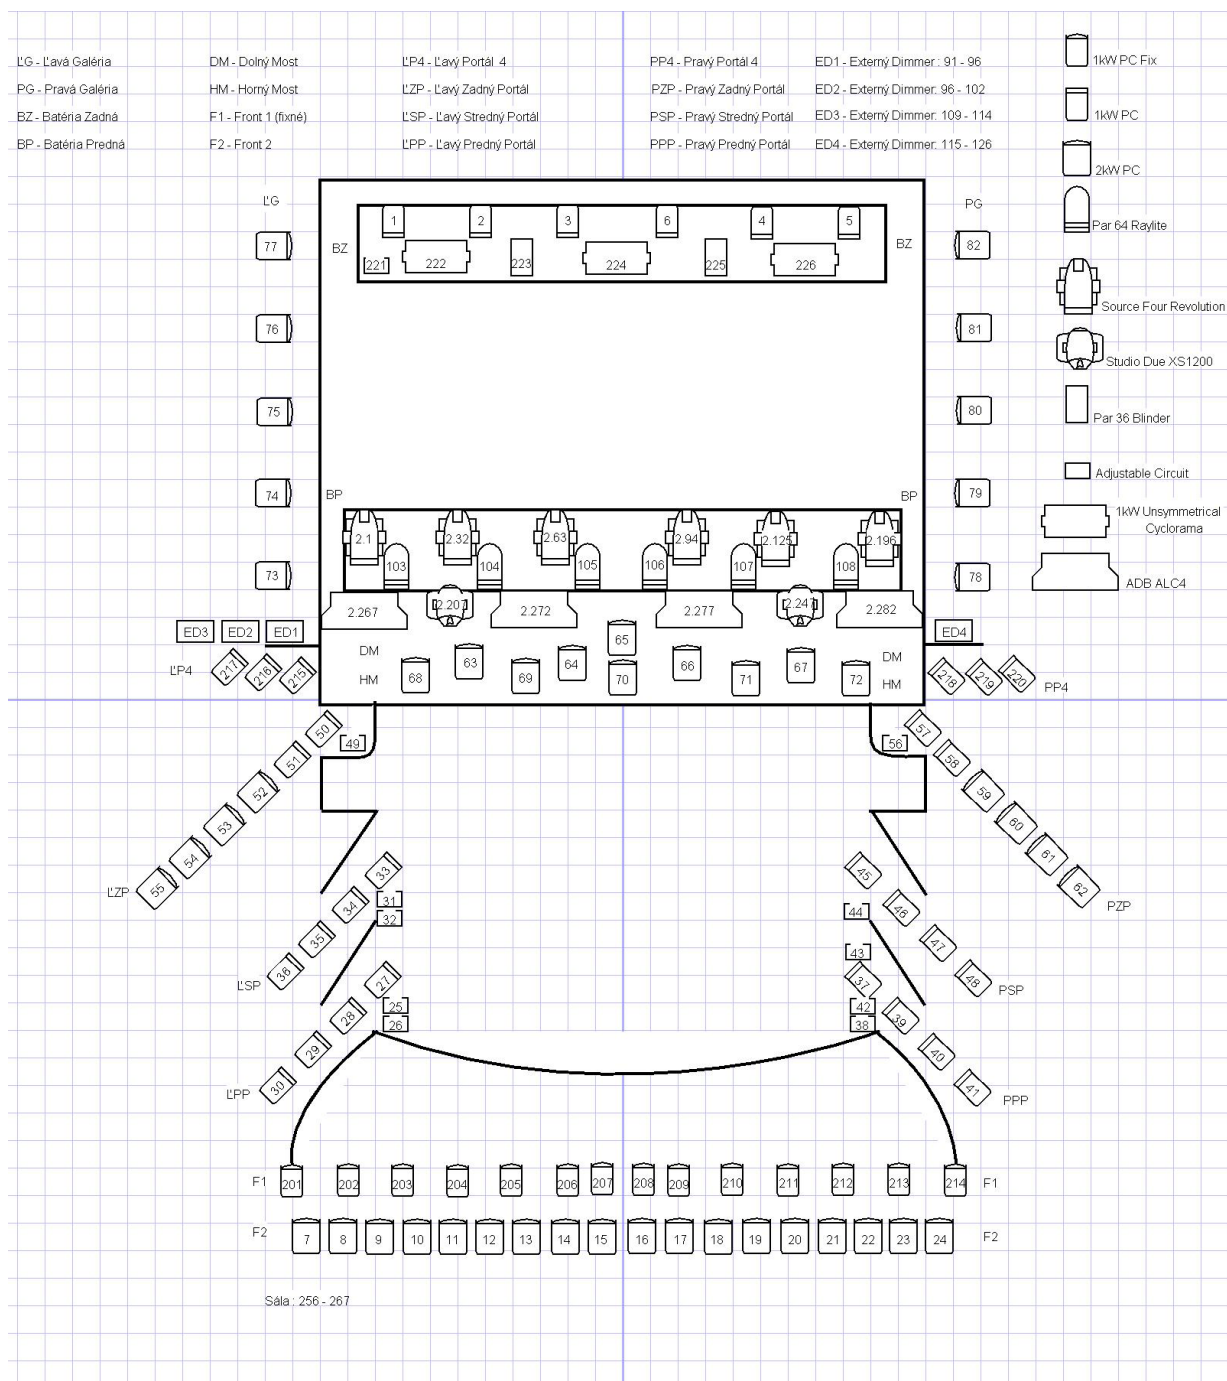 Ľ'G - Ľavá Galéria DM - Dolný Most Ľ'P4 - Ľavý Portál 4 PP4 - Pravý Portál 4 ED1 - Externý Dimmer : 91 - 96 1kW PC Fix
PG - Pravá Galéria HM - Horný Most Ľ'ZP - Ľavý Zadný Portál PZP - Pravý Zadný Portál ED2 - Externý Dimmer: 96 - 102
BZ - Batéria Zadná F1 - Front 1 (fixné) Ľ'SP - Ľavý Stredný Portál PSP - Pravý Stredný Portál ED3 - Externý Dimmer: 109 - 114 1kW PC
BP - Batéria Predná F2 - Front 2 Ľ'PP - Ľavý Predný Portál PPP - Pravý Predný Portál ED4 - Externý Dimmer: 115 - 126
2kW PC
Ľ'G PG
1 2 3 6 4 5 Par 64 Raylite
77 BZ BZ 82
221 222 223 224 225 226
Source Four Revolution
76 81
Studio Due XS1200
75 80 Par 36 Blinder
Adjustable Circuit
74 BP BP 79
1kW Unsymmetrical
Cyclorama
2.1 2.32 2.63 2.94 2.125 2.196
103 104 105 106 107 108
73 78 ADB ALC4
2.267 2.207 2.272 2.277 2.247 2.282
ED3 ED2 ED1 65 ED4
DM 63 64 66 67 DM
Ľ'P4 217 216 215 HM 68 69 70 71 72 HM 218 219 220 PP4
50 49 56 57
51 58
52 59
53 60
54 61
55 62
Ľ'ZP PZP
33 45
34 31 46
32 44
35 47
36 43 48
Ľ'SP PSP
27 37
28 25 42 39
26 38
29 40
30 41
Ľ'PP PPP
F1 201 202 203 204 205 206 207 208 209 210 211 212 213 214 F1
F2 7 8 9 10 11 12 13 14 15 16 17 18 19 20 21 22 23 24 F2
Sála : 256 - 267